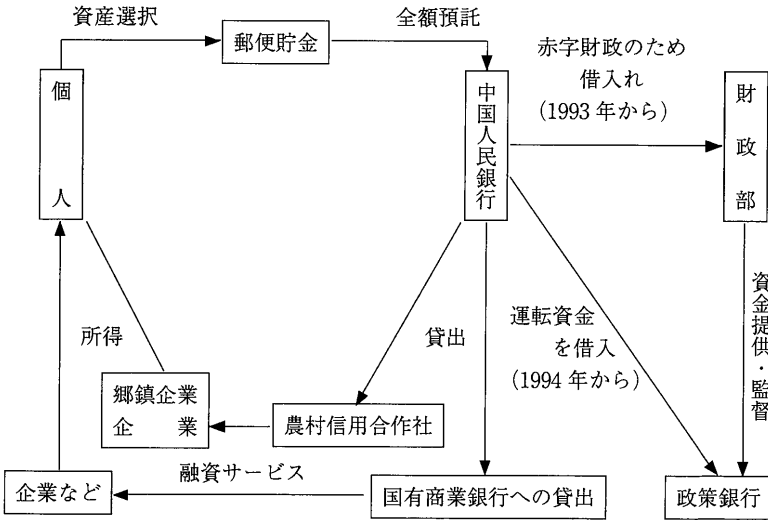 資産選択
郵便貯金
全額預託
個人
中国人民銀行
赤字財政のため
借入れ
(1993年から)
財政部
所得
貸出
運転資金
を借入
(1994年から)
資金提供・監督
郷鎮企業
企業
農村信用合作社
融資サービス
企業など
国有商業銀行への貸出
政策銀行